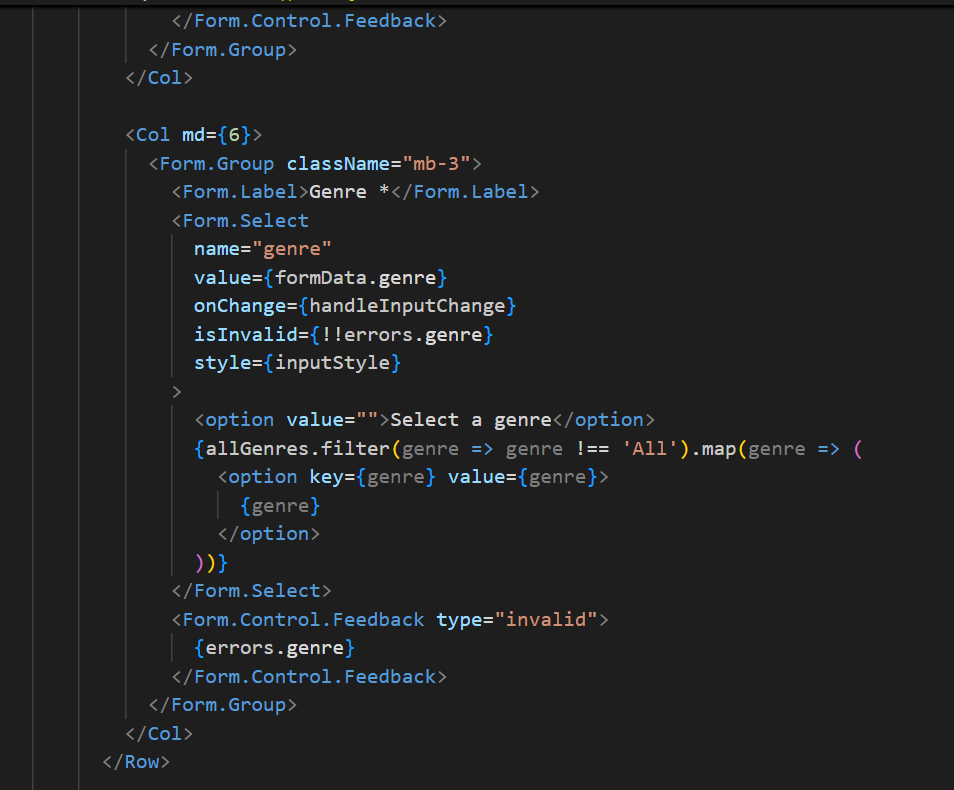 </Form.Control.Feedback>
</Form.Group>
</Col>
<Col md={6}>
<Form.Group className="mb-3">
<Form.Label>Genre *</Form.Label>
<Form.Select
name="genre"
value={formData.genre}
onChange={handleInputChange}
isInvalid={!!errors.genre}
style={inputStyle}
>
<option value="">Select a genre</option>
{allGenres.filter(genre => genre !== 'All').map(genre => (
<option key={genre} value={genre}>
{genre}
</option>
))}
</Form.Select>
<Form.Control.Feedback type="invalid">
{errors.genre}
</Form.Control.Feedback>
</Form.Group>
</Col>
</Row>